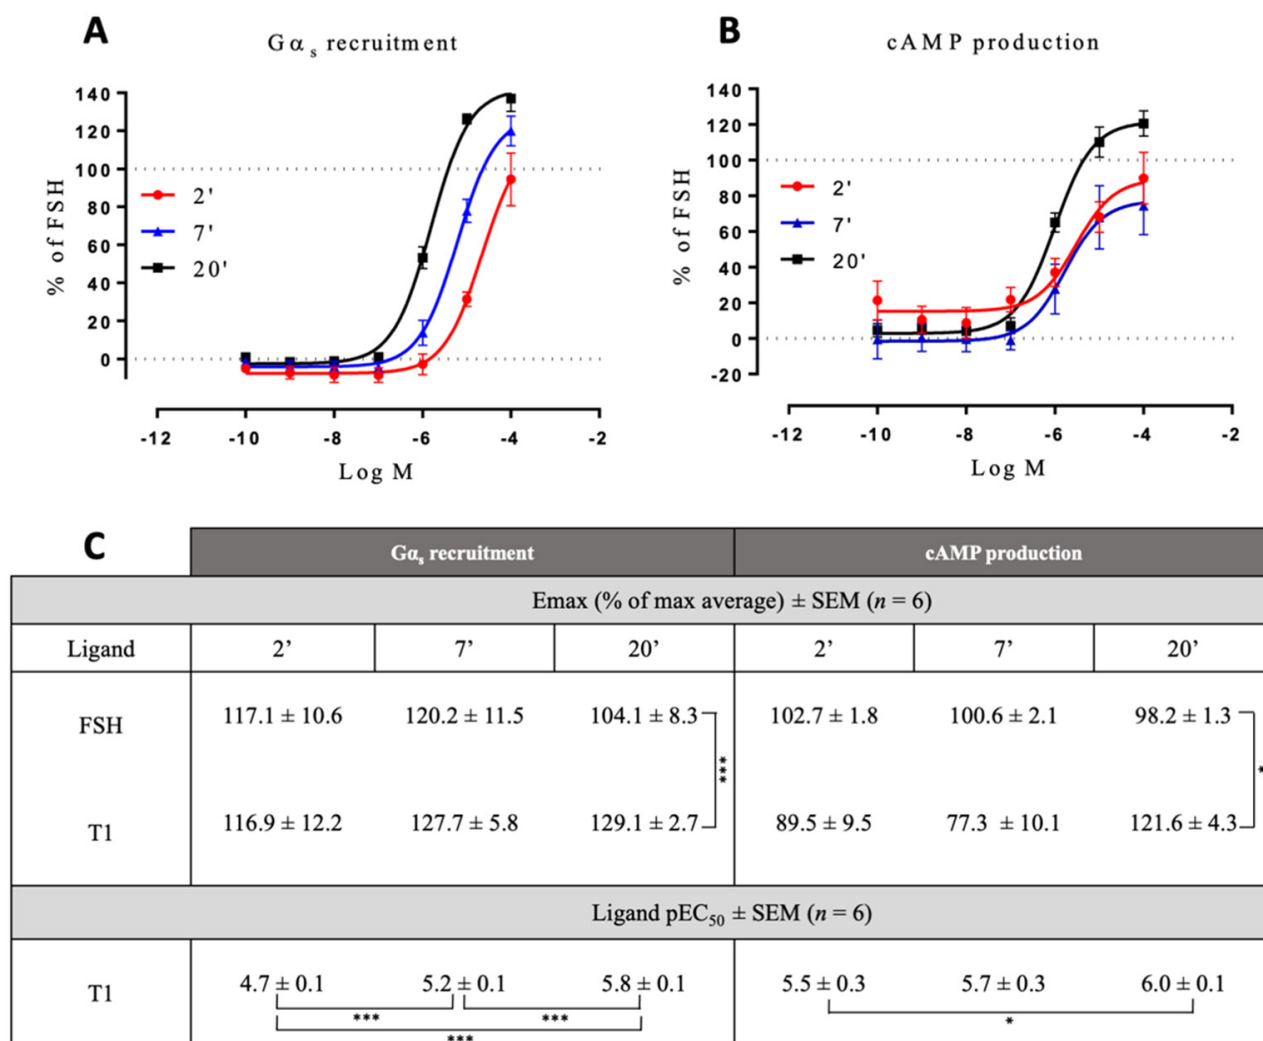 A
Gαs recruitment
140
120
100
80
60
40
20
0
% of FSH
2'
7'
20'
-12 -10 -8 -6 -4 -2
Log M
B
cAMP production
140
120
100
80
60
40
20
0
-20
% of FSH
2'
7'
20'
-12 -10 -8 -6 -4 -2
Log M
C Gαs recruitment cAMP production
Emax (% of max average) ± SEM (n = 6)
Ligand 2’ 7’ 20’ 2’ 7’ 20’
FSH 117.1 ± 10.6 120.2 ± 11.5 104.1 ± 8.3 102.7 ± 1.8 100.6 ± 2.1 98.2 ± 1.3
*** *
T1 116.9 ± 12.2 127.7 ± 5.8 129.1 ± 2.7 89.5 ± 9.5 77.3 ± 10.1 121.6 ± 4.3
Ligand pEC50 ± SEM (n = 6)
T1 4.7 ± 0.1 5.2 ± 0.1 5.8 ± 0.1 5.5 ± 0.3 5.7 ± 0.3 6.0 ± 0.1
*** *** *
***